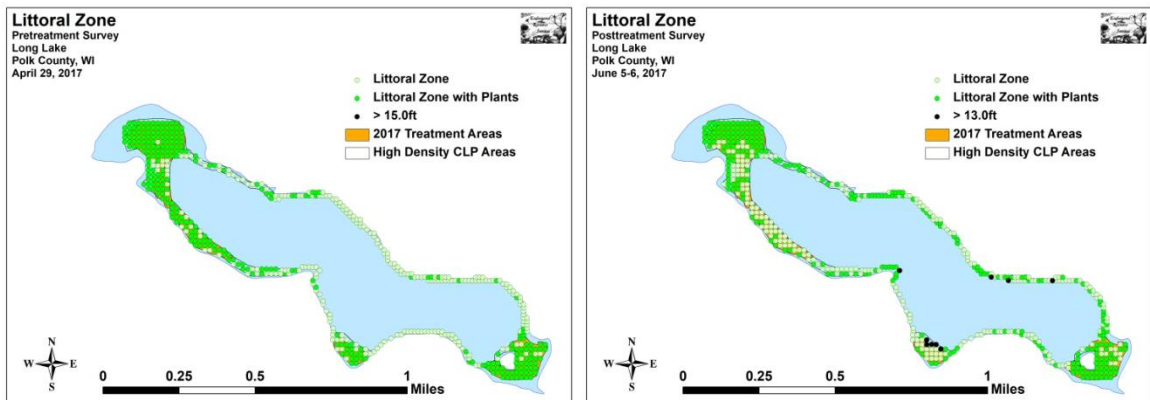 Littoral Zone
Pretreatment Survey
Long Lake
Polk County, WI
April 29, 2017
Littoral Zone
Littoral Zone with Plants
> 15.0ft
2017 Treatment Areas
High Density CLP Areas
N
W E
S
0 0.25 0.5 1
Miles
Littoral Zone
Posttreatment Survey
Long Lake
Polk County, WI
June 5-6, 2017
Littoral Zone
Littoral Zone with Plants
> 13.0ft
2017 Treatment Areas
High Density CLP Areas
N
W E
S
0 0.25 0.5 1
Miles